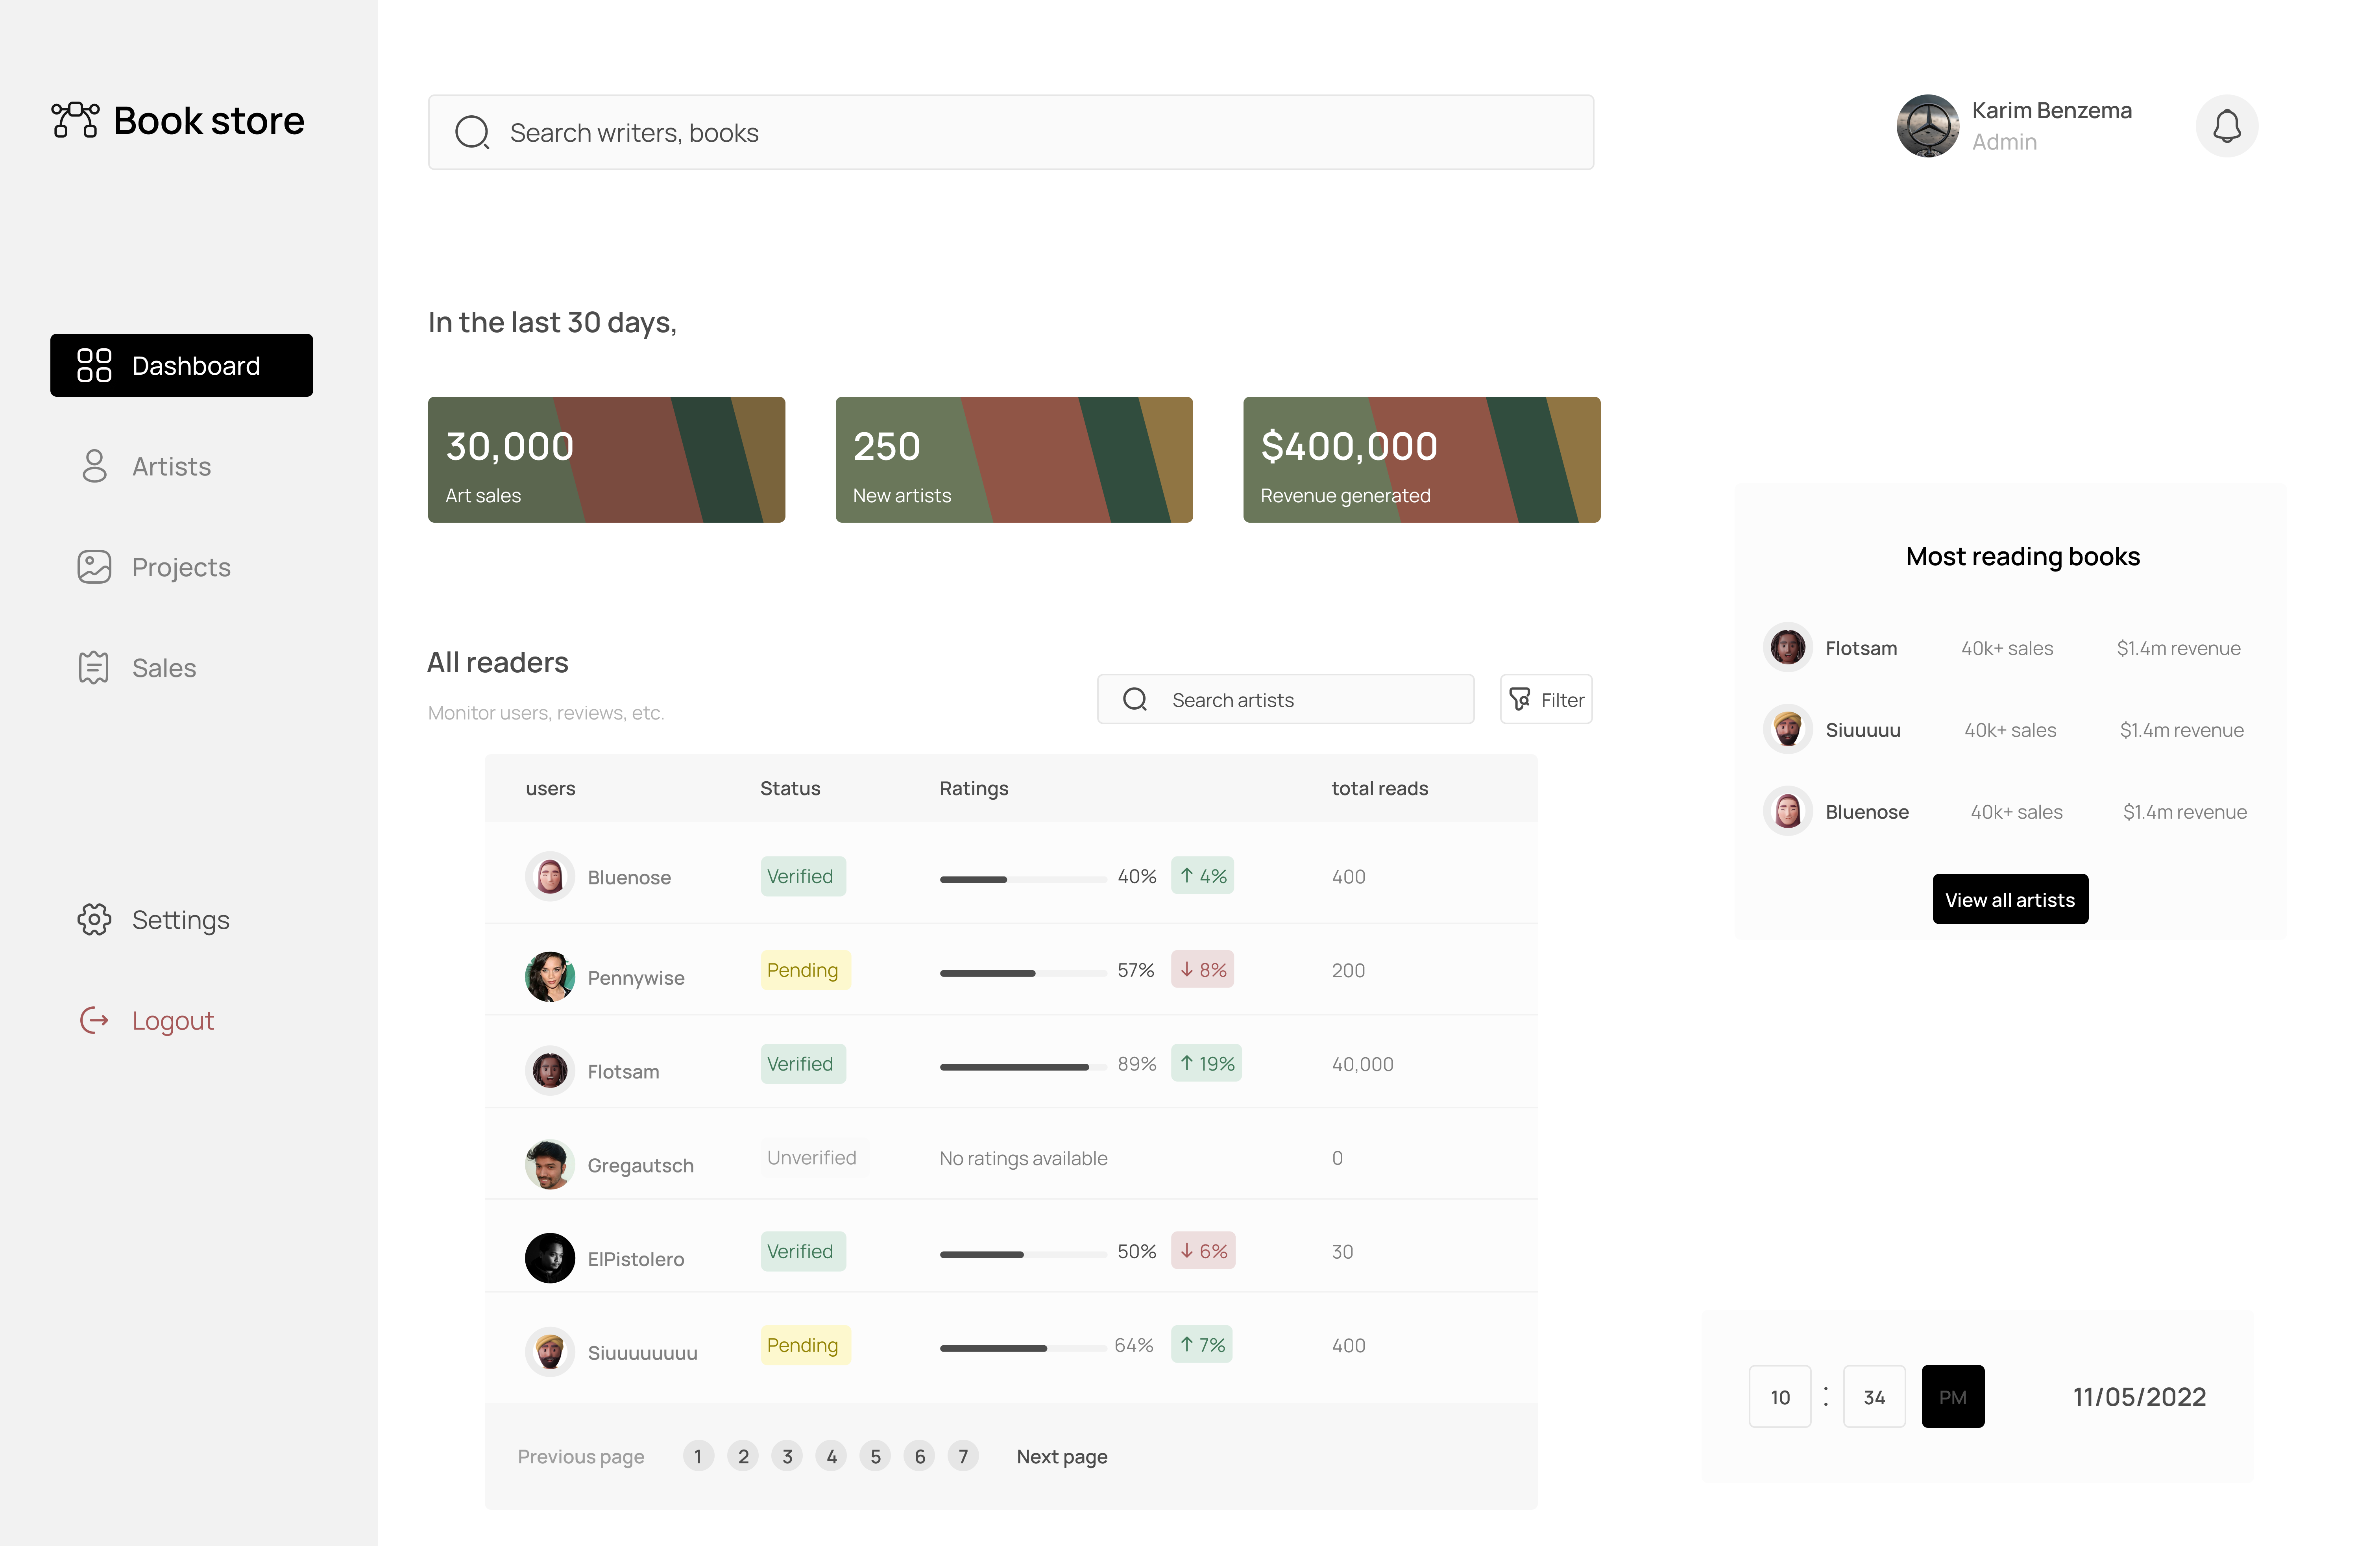 Book store
Search writers, books
Karim Benzema
Admin
Dashboard
Artists
Projects
Sales
Settings
Logout
In the last 30 days,
30,000
Art sales
250
New artists
$400,000
Revenue generated
All readers
Monitor users, reviews, etc.
Search artists
Filter
users Status Ratings total reads
Bluenose Verified 40% ↑ 4% 400
Pennywise Pending 57% ↓ 8% 200
Flotsam Verified 89% ↑ 19% 40,000
Gregautsch Unverified No ratings available 0
ElPistolero Verified 50% ↓ 6% 30
Siuuuuuuuu Pending 64% ↑ 7% 400
Previous page 1 2 3 4 5 6 7 Next page
Most reading books
Flotsam 40k+ sales $1.4m revenue
Siuuuuu 40k+ sales $1.4m revenue
Bluenose 40k+ sales $1.4m revenue
View all artists
10 : 34 PM 11/05/2022